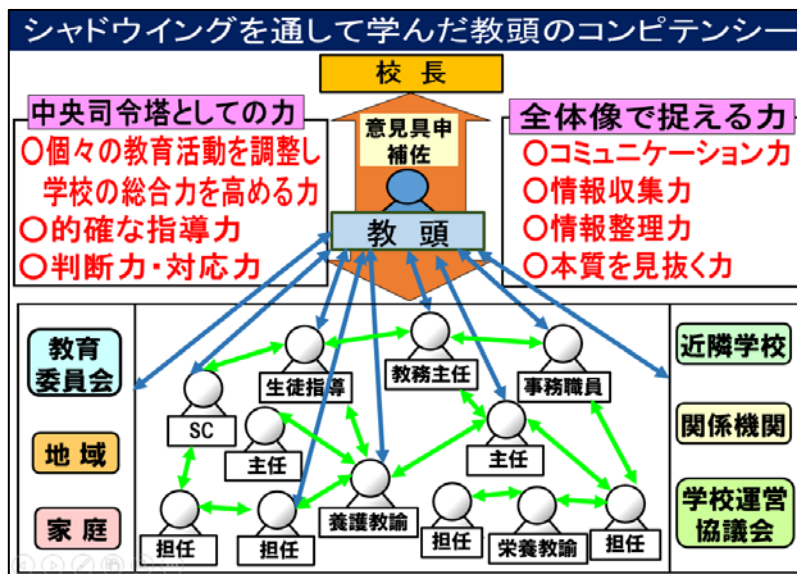 シャドウイングを通して学んだ教頭のコンピテンシー
校長
中央司令塔としての力
〇個々の教育活動を調整し
学校の総合力を高める力
〇的確な指導力
〇判断力・対応力
意見具申
補佐
教頭
全体像で捉える力
〇コミュニケーション力
〇情報収集力
〇情報整理力
〇本質を見抜く力
教育
委員会
地域
家庭
生徒指導
教務主任
事務職員
SC
主任
主任
担任
担任
養護教諭
担任
栄養教諭
担任
近隣学校
関係機関
学校運営
協議会